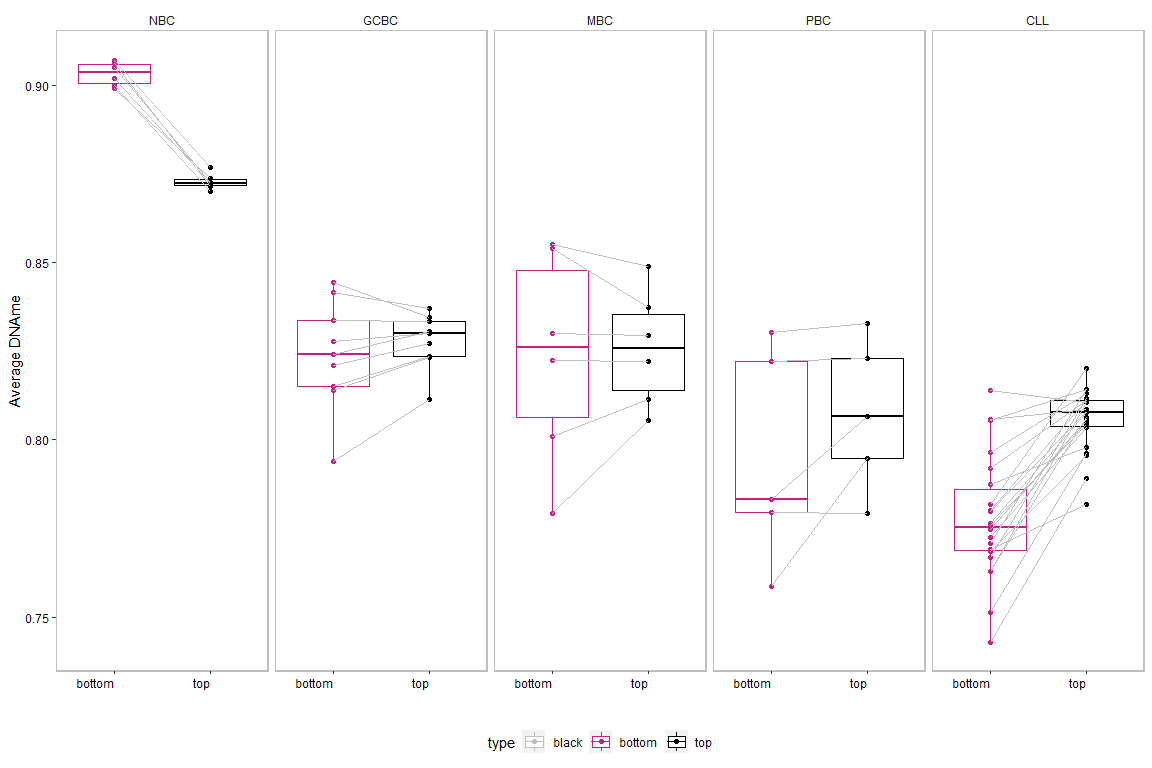 NBC GCBC MBC PBC CLL
Average DNAme
0.90
0.85
0.80
0.75
bottom top bottom top bottom top bottom top bottom top
type black bottom top